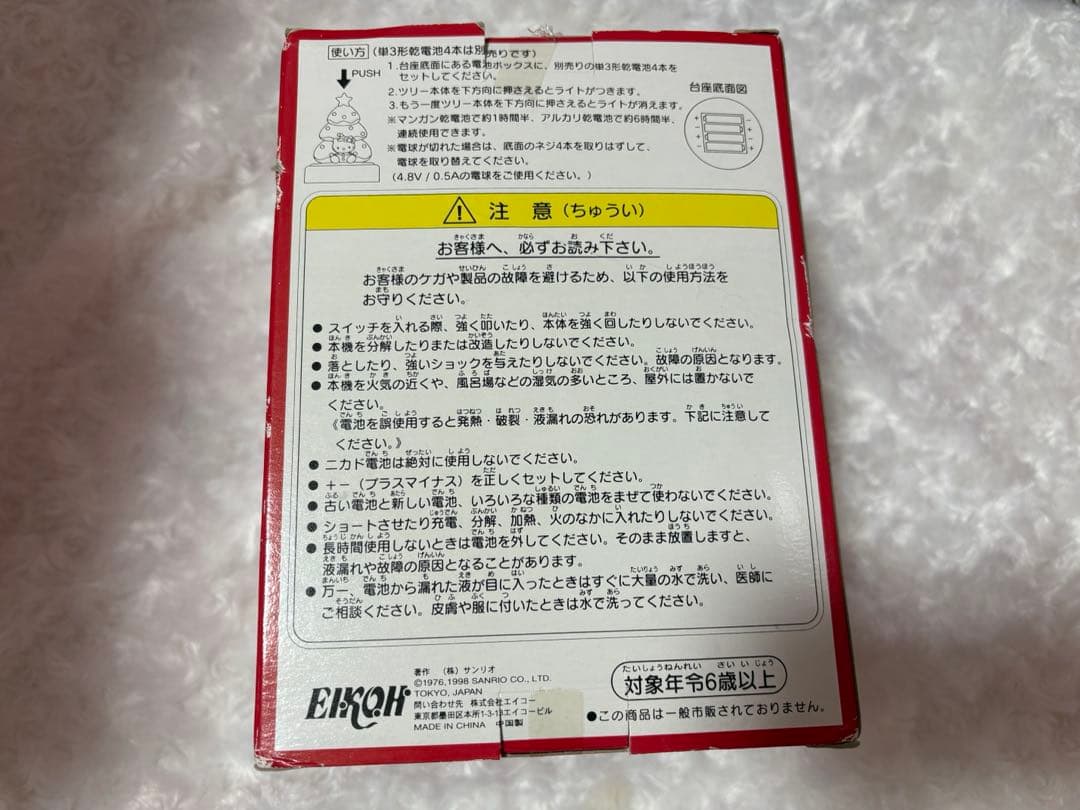 使い方 (単3形乾電池4本は別売りです)
PUSH
1.台座底面にある電池ボックスに、別売りの単3形乾電池4本を
セットしてください。
2.ツリー本体を下方向に押さえるとライトがつきます。
3.もう一度ツリー本体を下方向に押さえるとライトが消えます。
※マンガン乾電池で約1時間半、アルカリ乾電池で約6時間半、
連続使用できます。
※電球が切れた場合は、底面のネジ4本を取りはずして、
電球を取り替えてください。
(4.8V / 0.5Aの電球をご使用ください。)
台座底面図
+ −
− +
+ −
− +
注 意 (ちゅうい)
お客様へ、必ずお読み下さい。
お客様のケガや製品の故障を避けるため、以下の使用方法を
お守りください。
● スイッチを入れる際、強く叩いたり、本体を強く回したりしないでください。
● 本機を分解したりまたは改造したりしないでください。
● 落としたり、強いショックを与えたりしないでください。故障の原因となります。
● 本機を火気の近くや、風呂場などの湿気の多いところ、屋外には置かないで
ください。
《電池を誤使用すると発熱・破裂・液漏れの恐れがあります。下記に注意して
ください。》
● ニカド電池は絶対に使用しないでください。
● +−(プラスマイナス)を正しくセットしてください。
● 古い電池と新しい電池、いろいろな種類の電池をまぜて使わないでください。
● ショートさせたり充電、分解、加熱、火のなかに入れたりしないでください。
● 長時間使用しないときは電池を外してください。そのまま放置しますと、
液漏れや故障の原因となることがあります。
● 万一、電池から漏れた液が目に入ったときはすぐに大量の水で洗い、医師に
ご相談ください。皮膚や服に付いたときは水で洗ってください。
EIKOH
著作 (株)サンリオ
©1976,1998 SANRIO CO., LTD.
TOKYO, JAPAN
問い合わせ先 株式会社エイコー
東京都墨田区本所1-3-13エイコービル
MADE IN CHINA 中国製
たいしょうねんれい さい いじょう
対象年令6歳以上
●この商品は一般市販されておりません。